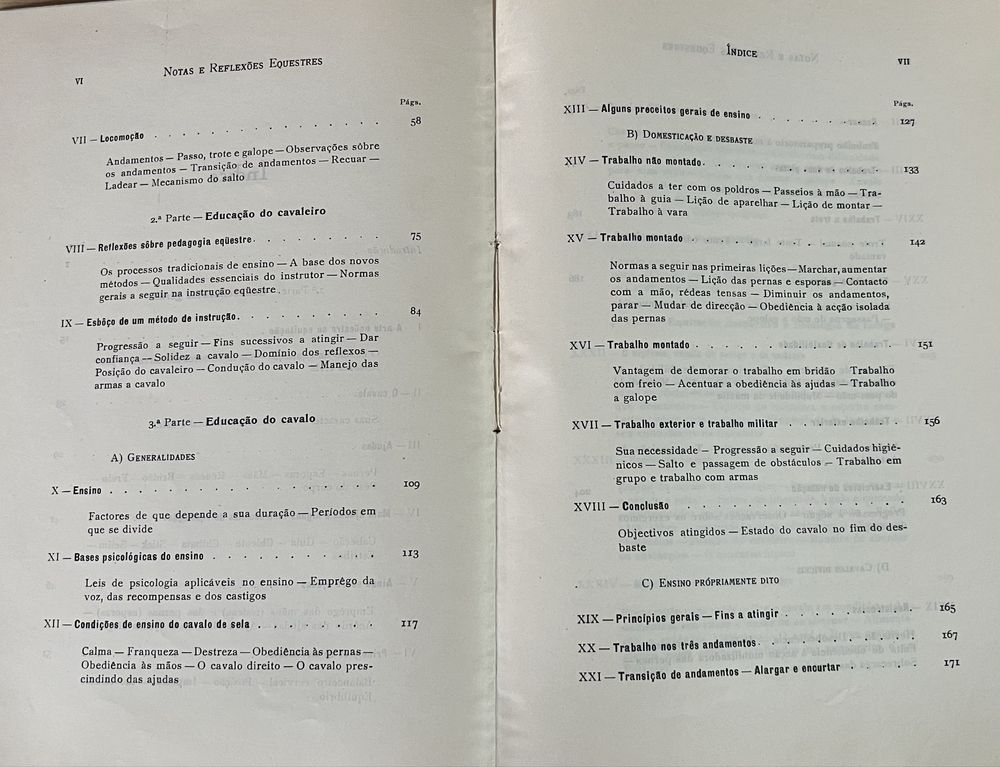 VI
NOTAS E REFLEXÕES EQUESTRES
Págs.
VII — Locomoção . . . . . . . . . . . . . . . 58
Andamentos — Passo, trote e galope — Observações sôbre
os andamentos — Transição de andamentos — Recuar —
Ladear — Mecanismo do salto
2.ª Parte — Educação do cavaleiro
VIII — Reflexões sôbre pedagogia eqüestre. . . . . . . . . 75
Os processos tradicionais de ensino — A base dos novos
métodos — Qualidades essenciais do instrutor — Normas
gerais a seguir na instrução eqüestre.
IX — Esbôço de um método de instrução. . . . . . . . . 84
Progressão a seguir — Fins sucessivos a atingir — Dar
confiança — Solidez a cavalo — Domínio dos reflexos —
Posição do cavaleiro — Condução do cavalo — Manejo das
armas a cavalo
3.ª Parte — Educação do cavalo
A) GENERALIDADES
X — Ensino . . . . . . . . . . . . . . . . . 109
Factores de que depende a sua duração — Períodos em
que se divide
XI — Bases psicológicas do ensino . . . . . . . . . . 113
Leis de psicologia aplicáveis no ensino — Emprêgo da
voz, das recompensas e dos castigos
XII — Condições de ensino do cavalo de sela . . . . . . . . 117
Calma — Franqueza — Destreza — Obediência às pernas —
Obediência às mãos — O cavalo direito — O cavalo pres-
cindindo das ajudas
ÍNDICE
VII
Págs.
XIII — Alguns preceitos gerais de ensino . . . . . . . . 127
B) DOMESTICAÇÃO E DESBASTE
XIV — Trabalho não montado. . . . . . . . . . . . 133
Cuidados a ter com os poldros — Passeios à mão — Tra-
balho à guia — Lição de aparelhar — Lição de montar —
Trabalho à vara
XV — Trabalho montado . . . . . . . . . . . . . 142
Normas a seguir nas primeiras lições — Marchar, aumentar
os andamentos — Lição das pernas e esporas — Contacto
com a mão, rédeas tensas — Diminuir os andamentos,
parar — Mudar de direcção — Obediência à acção isolada
das pernas
XVI — Trabalho montado . . . . . . . . . . . . . 151
Vantagem de demorar o trabalho em bridão Trabalho
com freio — Acentuar a obediência às ajudas — Trabalho
a galope
XVII — Trabalho exterior e trabalho militar . . . . . . . 156
Sua necessidade — Progressão a seguir — Cuidados higié-
nicos — Salto e passagem de obstáculos — Trabalho em
grupo e trabalho com armas
XVIII — Conclusão . . . . . . . . . . . . . . 163
Objectivos atingidos — Estado do cavalo no fim do des-
baste
C) ENSINO PRÓPRIAMENTE DITO
XIX — Princípios gerais — Fins a atingir . . . . . . . . 165
XX — Trabalho nos três andamentos. . . . . . . . . . 167
XXI — Transição de andamentos — Alargar e encurtar . . . . . 171